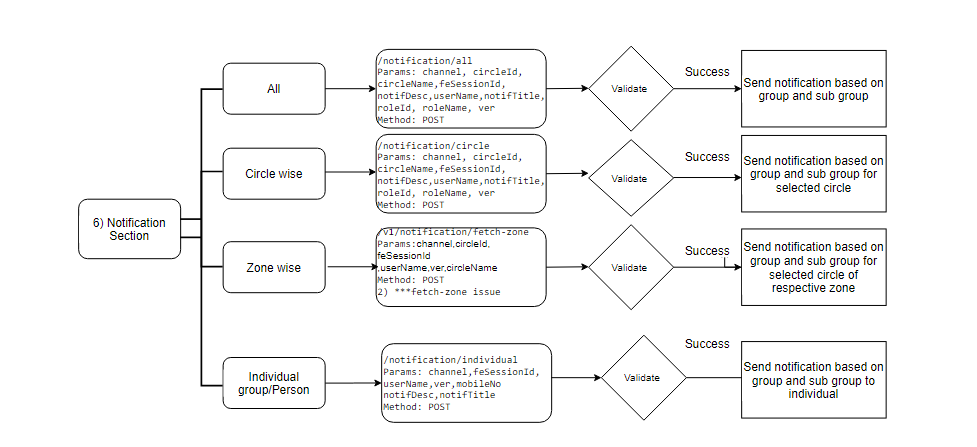 6) Notification
Section
All
/notification/all
Params: channel, circleId,
circleName,feSessionId,
notifDesc,userName,notifTitle,
roleId, roleName, ver
Method: POST
Validate
Success
Send notification based on
group and sub group
Circle wise
/notification/circle
Params: channel, circleId,
circleName,feSessionId,
notifDesc,userName,notifTitle,
roleId, roleName, ver
Method: POST
Validate
Success
Send notification based on
group and sub group for
selected circle
Zone wise
/v1/notification/fetch-zone
Params:channel,circleId,
feSessionId
,userName,ver,circleName
Method: POST
2) ***fetch-zone issue
Validate
Success
Send notification based on
group and sub group for
selected circle of
respective zone
Individual
group/Person
/notification/individual
Params: channel,feSessionId,
userName,ver,mobileNo
notifDesc,notifTitle
Method: POST
Validate
Success
Send notification based on
group and sub group to
individual